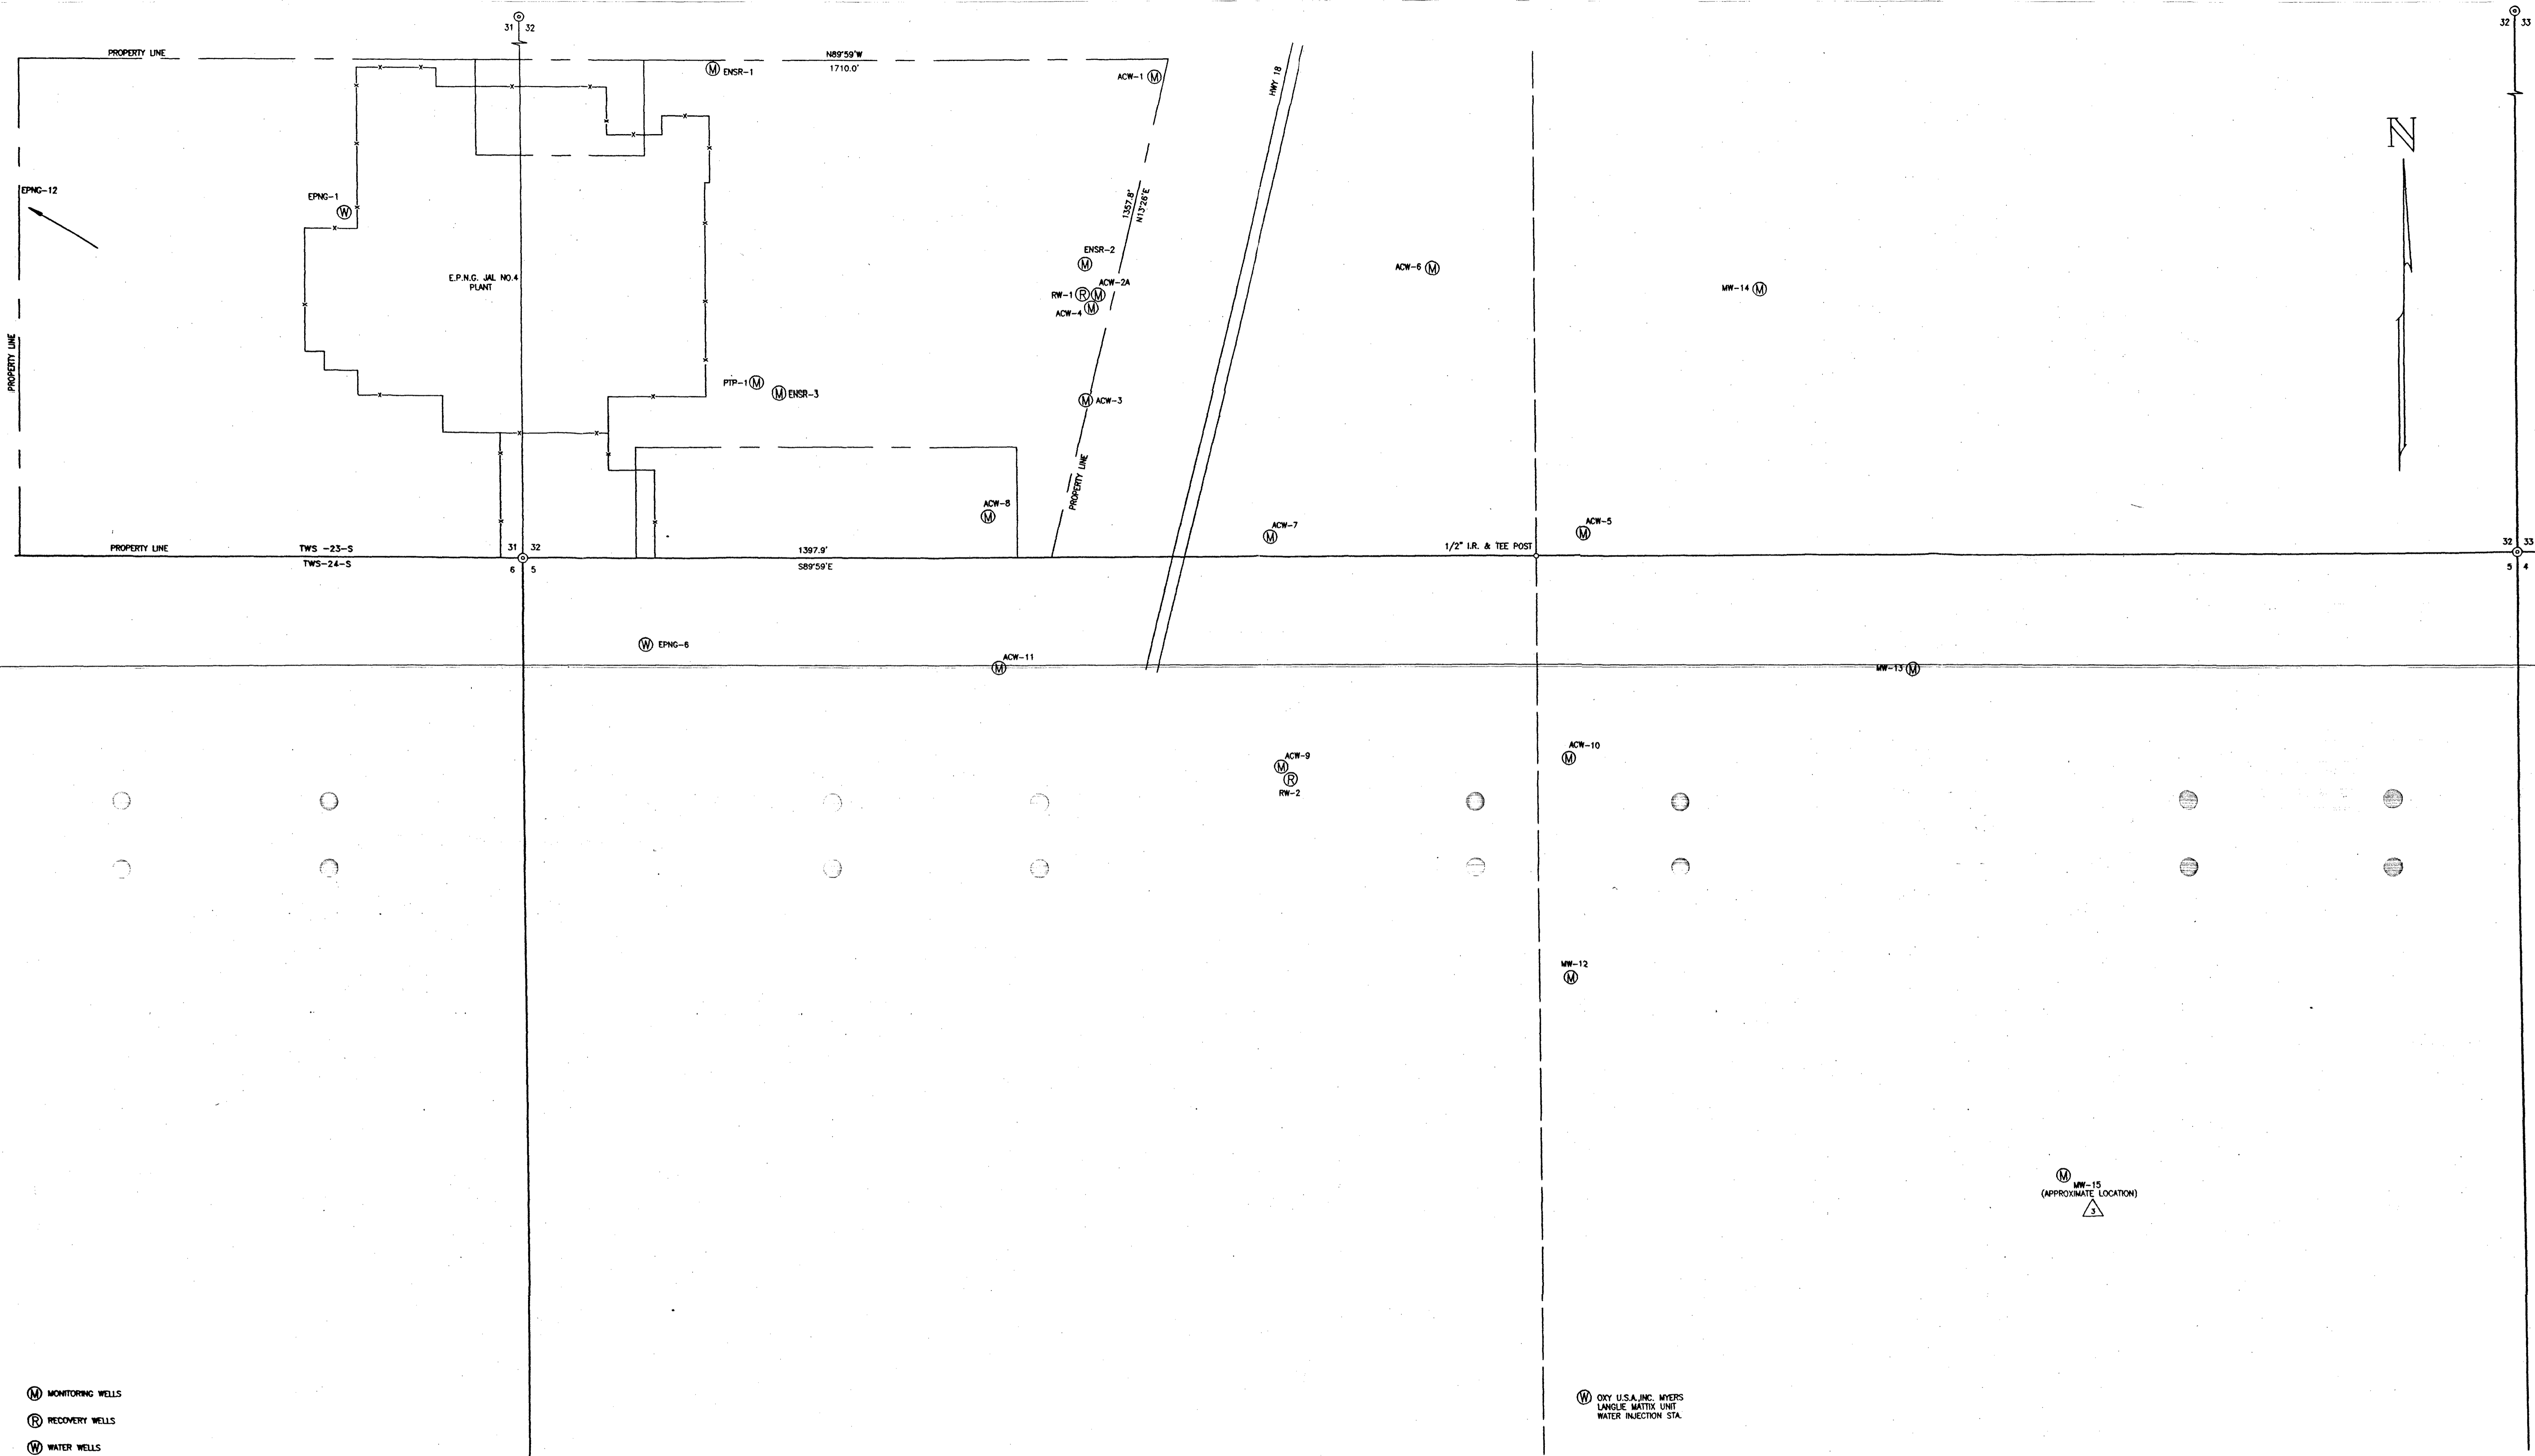 31 32
32 33
PROPERTY LINE
N89°59'W
1710.0'
Ⓜ ENSR-1
ACW-1 Ⓜ
HWY 18
N
EPNG-12
EPNG-1
Ⓦ
1357.8'
N13°26'E
ENSR-2
Ⓜ
ACW-6 Ⓜ
E.P.N.G. JAL NO.4
PLANT
ACW-2A
RW-1 Ⓡ Ⓜ
ACW-4 Ⓜ
MW-14 Ⓜ
PROPERTY LINE
PTP-1 Ⓜ
Ⓜ ENSR-3
Ⓜ ACW-3
PROPERTY LINE
ACW-8
Ⓜ
ACW-7
Ⓜ
ACW-5
Ⓜ
PROPERTY LINE
TWS -23-S
TWS-24-S
31 32
6 5
1397.9'
S89°59'E
1/2" I.R. & TEE POST
32 33
5 4
Ⓦ EPNG-6
ACW-11
Ⓜ
MW-13 Ⓜ
ACW-9
Ⓜ
Ⓡ
RW-2
ACW-10
Ⓜ
MW-12
Ⓜ
Ⓜ
MW-15
(APPROXIMATE LOCATION)
3
Ⓜ MONITORING WELLS
Ⓡ RECOVERY WELLS
Ⓦ WATER WELLS
Ⓦ OXY U.S.A.,INC. MYERS
LANGLIE MATTIX UNIT
WATER INJECTION STA.